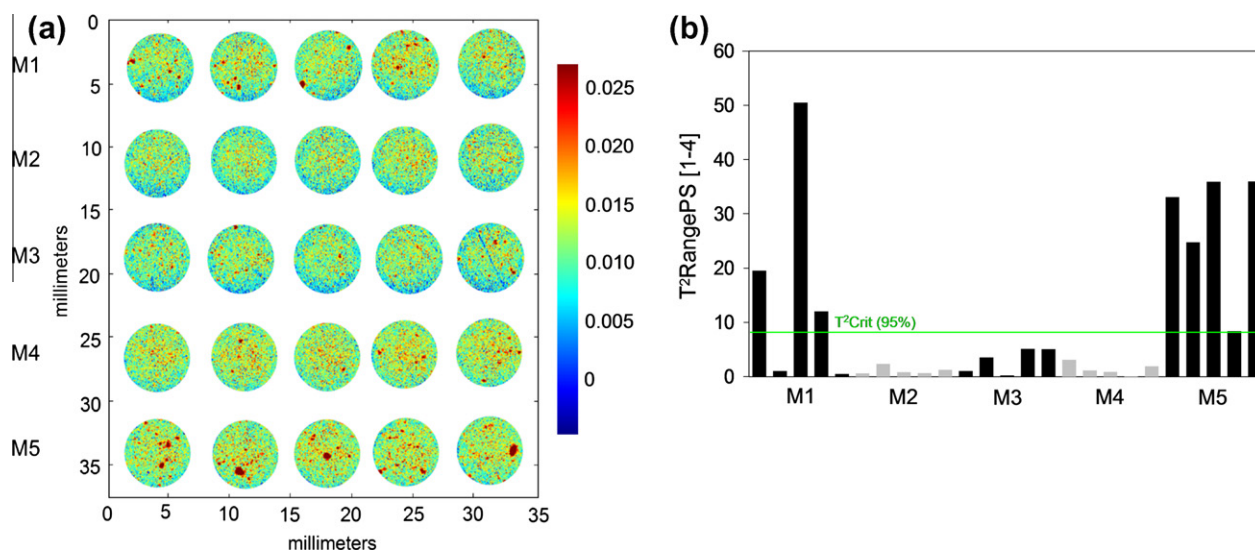 (a)
M1
M2
M3
M4
M5
millimeters
0
5
10
15
20
25
30
35
0 5 10 15 20 25 30 35
millimeters
0.025
0.020
0.015
0.010
0.005
0
(b)
T²RangePS [1-4]
60
50
40
30
20
10
0
T²Crit (95%)
M1 M2 M3 M4 M5